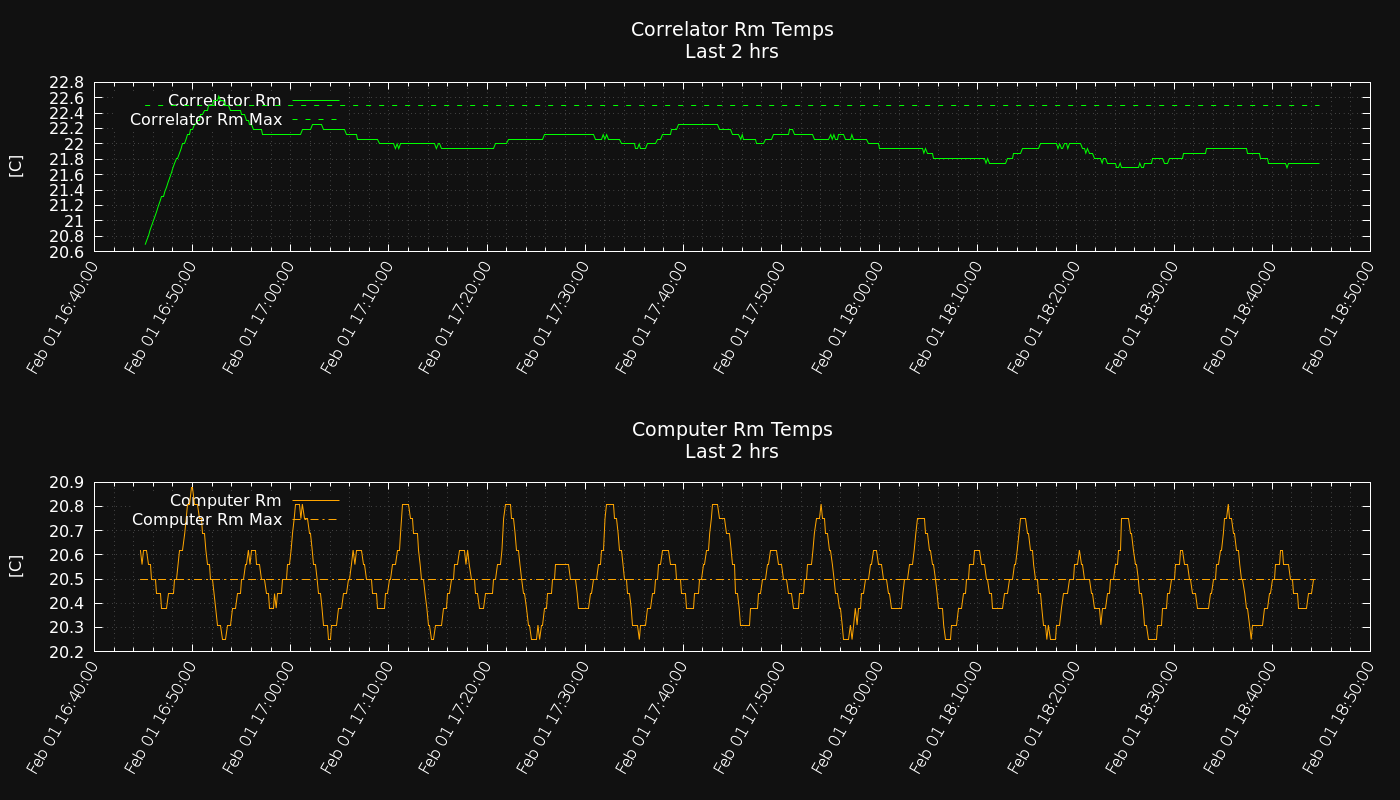 Correlator Rm Temps
Last 2 hrs
Correlator Rm
Correlator Rm Max
[C]
22.8
22.6
22.4
22.2
22
21.8
21.6
21.4
21.2
21
20.8
20.6
Feb 01 16:40:00
Feb 01 16:50:00
Feb 01 17:00:00
Feb 01 17:10:00
Feb 01 17:20:00
Feb 01 17:30:00
Feb 01 17:40:00
Feb 01 17:50:00
Feb 01 18:00:00
Feb 01 18:10:00
Feb 01 18:20:00
Feb 01 18:30:00
Feb 01 18:40:00
Feb 01 18:50:00
Computer Rm Temps
Last 2 hrs
Computer Rm
Computer Rm Max
[C]
20.9
20.8
20.7
20.6
20.5
20.4
20.3
20.2
Feb 01 16:40:00
Feb 01 16:50:00
Feb 01 17:00:00
Feb 01 17:10:00
Feb 01 17:20:00
Feb 01 17:30:00
Feb 01 17:40:00
Feb 01 17:50:00
Feb 01 18:00:00
Feb 01 18:10:00
Feb 01 18:20:00
Feb 01 18:30:00
Feb 01 18:40:00
Feb 01 18:50:00